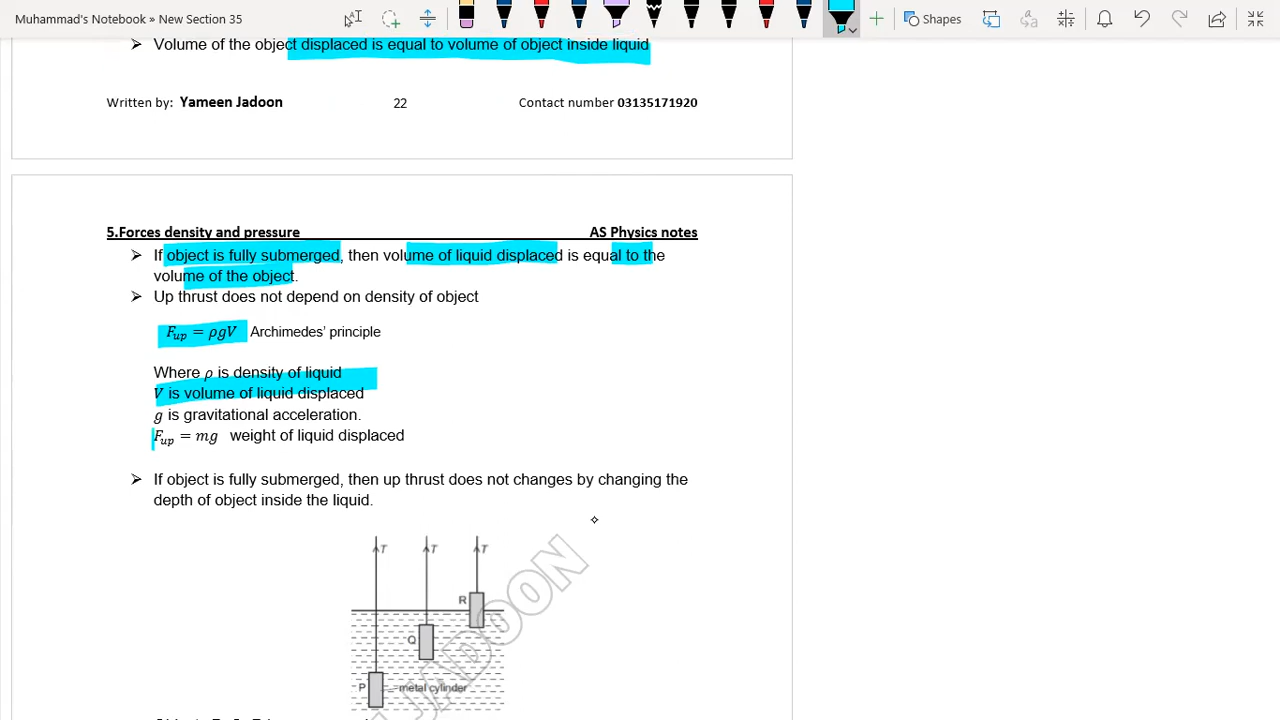 Muhammad's Notebook » New Section 35
Shapes
➢ Volume of the object displaced is equal to volume of object inside liquid
Written by: Yameen Jadoon 22 Contact number 03135171920
5.Forces density and pressure AS Physics notes
➢ If object is fully submerged, then volume of liquid displaced is equal to the
volume of the object.
➢ Up thrust does not depend on density of object
F_up = ρgV Archimedes' principle
Where ρ is density of liquid
V is volume of liquid displaced
g is gravitational acceleration.
F_up = mg weight of liquid displaced
➢ If object is fully submerged, then up thrust does not changes by changing the
depth of object inside the liquid.
T T T
R
Q
P metal cylinder
JADOON